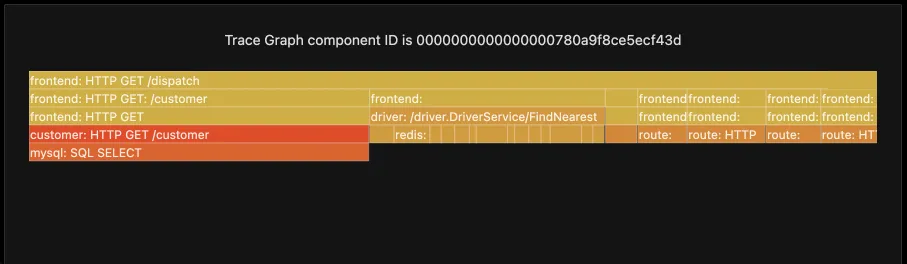 Trace Graph component ID is 0000000000000000780a9f8ce5ecf43d
frontend: HTTP GET /dispatch
frontend: HTTP GET: /customer frontend: frontend frontend: frontend: frontend:
frontend: HTTP GET driver: /driver.DriverService/FindNearest frontend frontend: frontend: frontend:
customer: HTTP GET /customer redis: route: route: HTTP route: route: HT
mysql: SQL SELECT